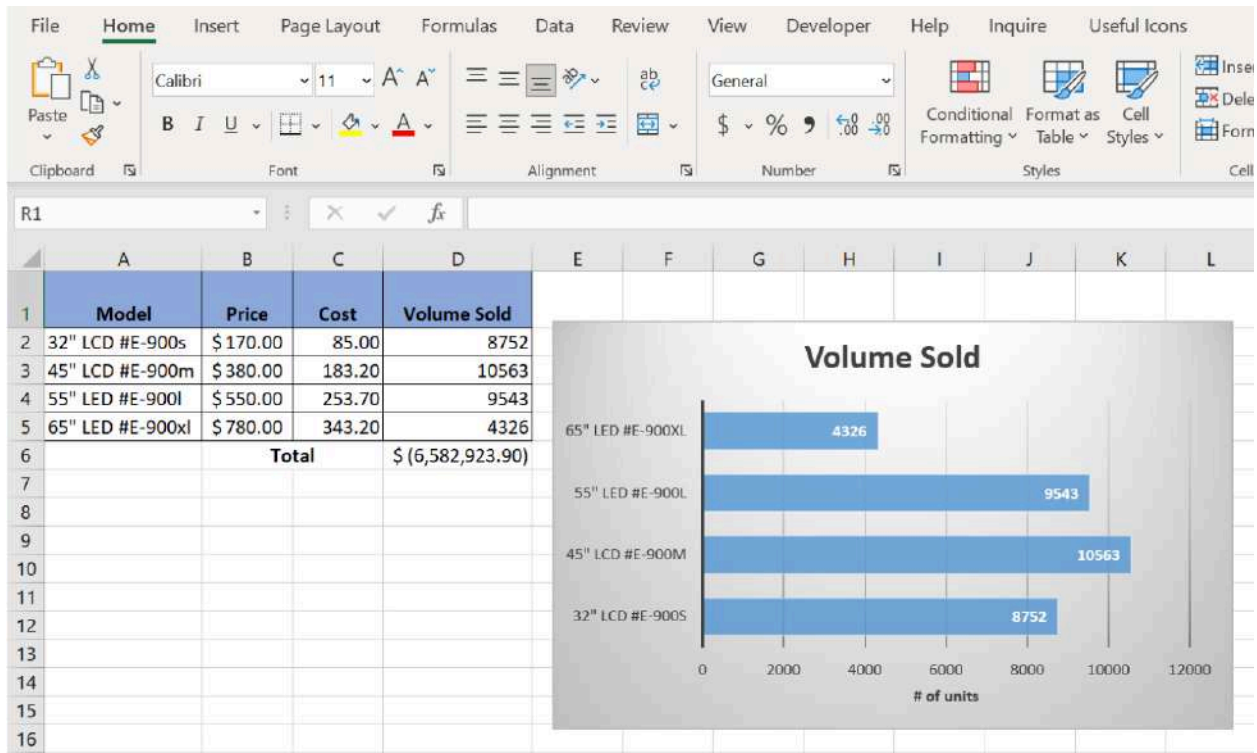 File Home Insert Page Layout Formulas Data Review View Developer Help Inquire Useful Icons
Calibri 11 A^ A˅ ab General
Paste Conditional Format as Cell
B I U A $ % 9 .00 .00 Formatting Table Styles
Clipboard Font Alignment Number Styles
R1 fx
A B C D E F G H I J K L
1 Model Price Cost Volume Sold
2 32" LCD #E-900s $170.00 85.00 8752
3 45" LCD #E-900m $380.00 183.20 10563
4 55" LED #E-900l $550.00 253.70 9543
5 65" LED #E-900xl $780.00 343.20 4326
6 Total $ (6,582,923.90)
7
8
9
10
11
12
13
14
15
16
Volume Sold
65" LED #E-900XL 4326
55" LED #E-900L 9543
45" LCD #E-900M 10563
32" LCD #E-900S 8752
0 2000 4000 6000 8000 10000 12000
# of units